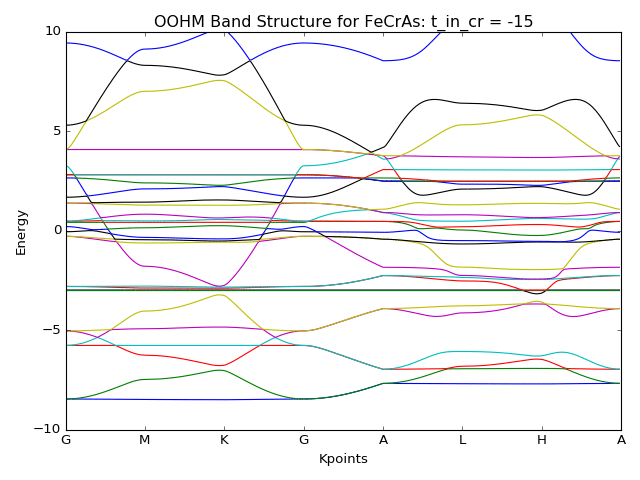 OOHM Band Structure for FeCrAs: t_in_cr = -15
10
5
0
−5
−10
Energy
G M K G A L H A
Kpoints